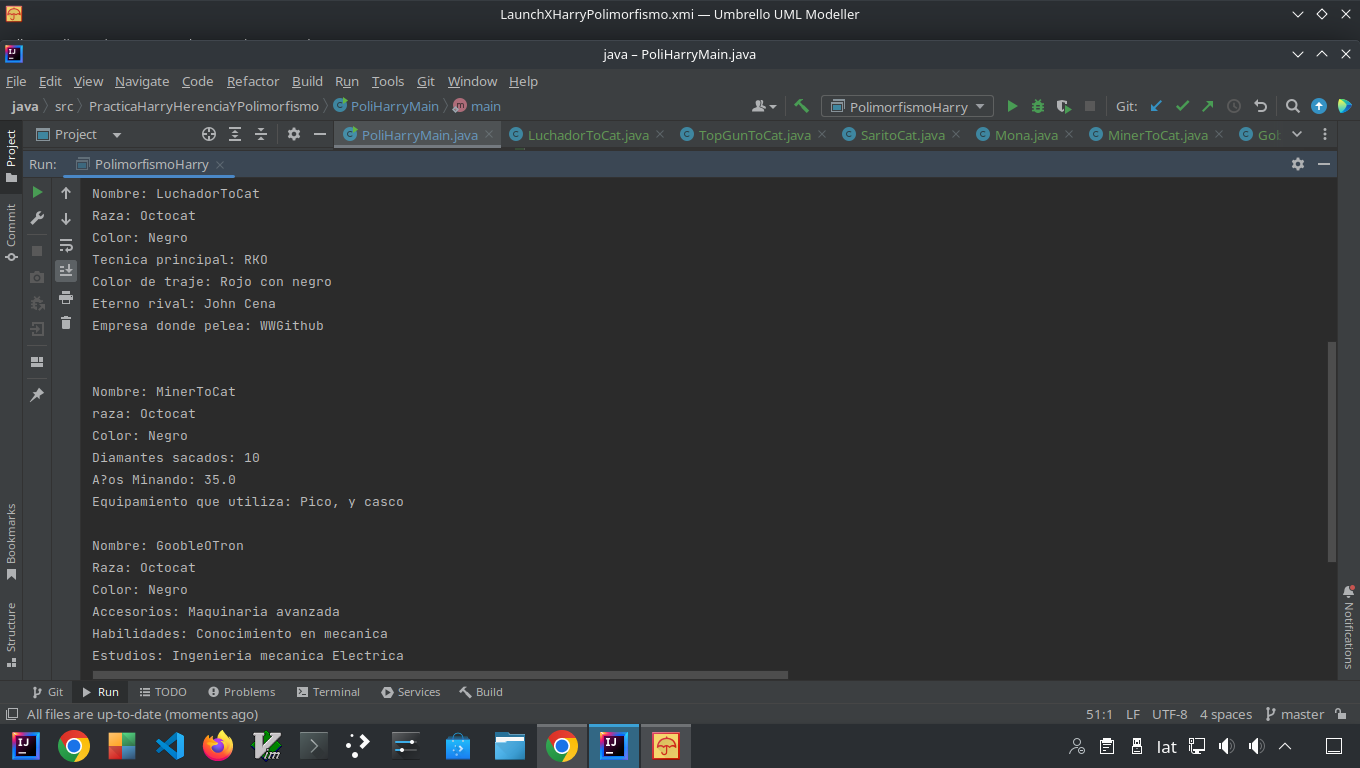 LaunchXHarryPolimorfismo.xmi — Umbrello UML Modeller
java – PoliHarryMain.java
File Edit View Navigate Code Refactor Build Run Tools Git Window Help
java src PracticaHarryHerenciaYPolimorfismo PoliHarryMain main PolimorfismoHarry Git:
Project PoliHarryMain.java LuchadorToCat.java TopGunToCat.java SaritoCat.java Mona.java MinerToCat.java Gob
Run: PolimorfismoHarry
Nombre: LuchadorToCat
Raza: Octocat
Color: Negro
Tecnica principal: RKO
Color de traje: Rojo con negro
Eterno rival: John Cena
Empresa donde pelea: WWGithub
Nombre: MinerToCat
raza: Octocat
Color: Negro
Diamantes sacados: 10
A?os Minando: 35.0
Equipamiento que utiliza: Pico, y casco
Nombre: GoobleOTron
Raza: Octocat
Color: Negro
Accesorios: Maquinaria avanzada
Habilidades: Conocimiento en mecanica
Estudios: Ingenieria mecanica Electrica
Project
Commit
Bookmarks
Structure
Notifications
Git Run TODO Problems Terminal Services Build
All files are up-to-date (moments ago) 51:1 LF UTF-8 4 spaces master
lat